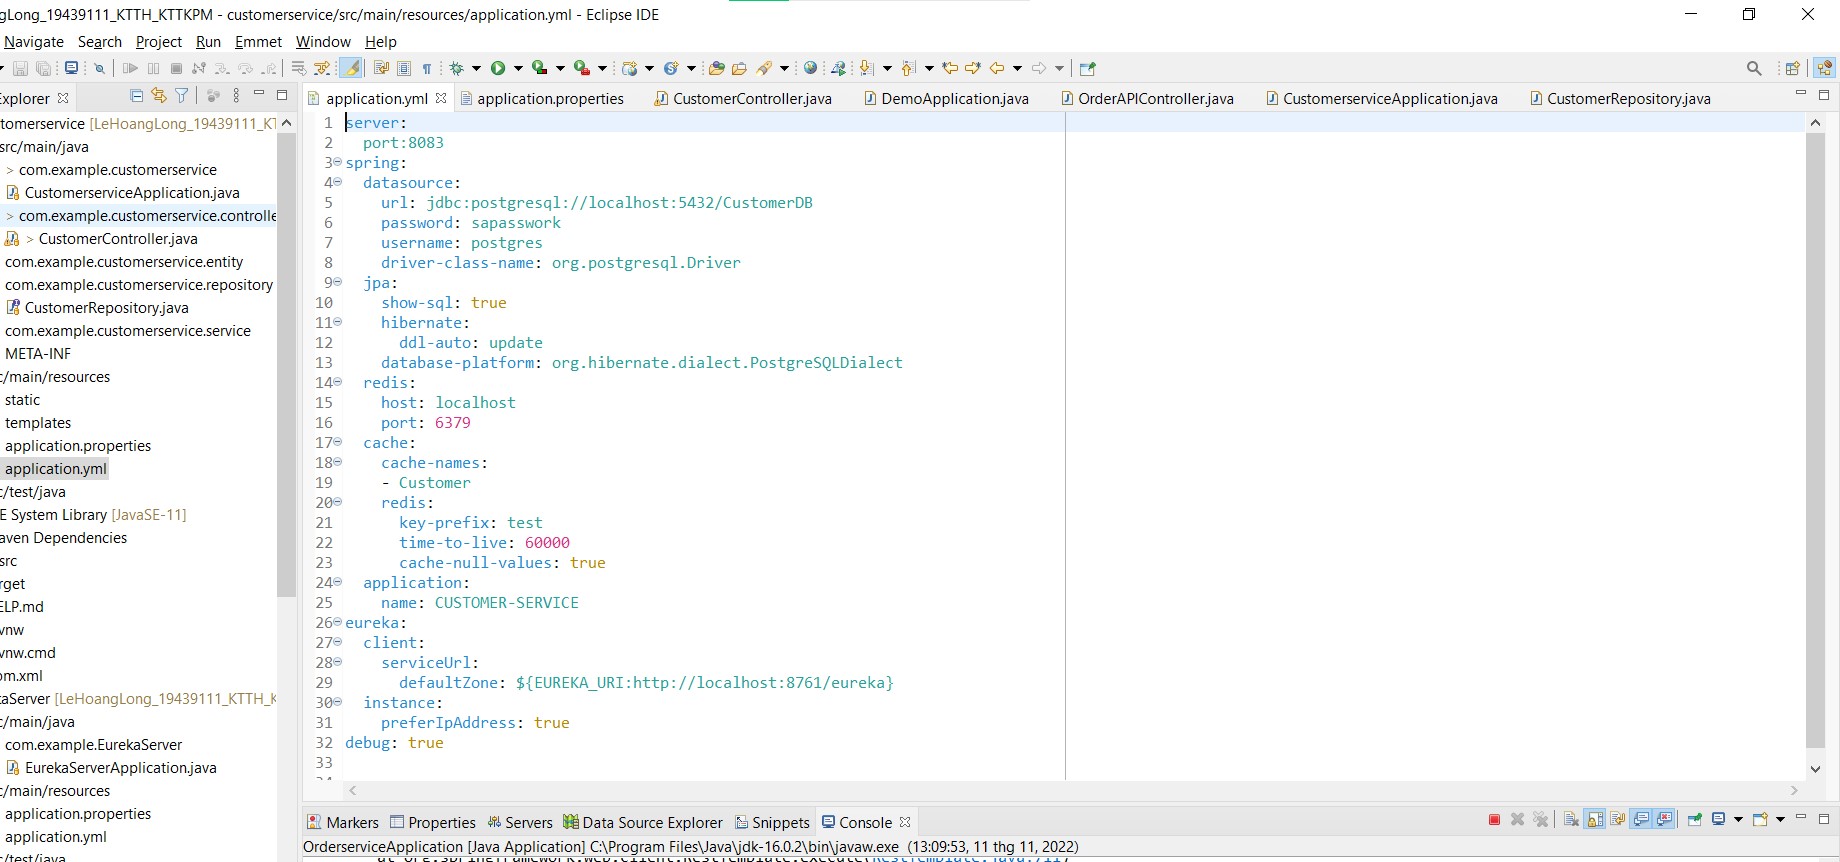 gLong_19439111_KTTH_KTTKPM - customerservice/src/main/resources/application.yml - Eclipse IDE
Navigate Search Project Run Emmet Window Help
xplorer
application.yml application.properties CustomerController.java DemoApplication.java OrderAPIController.java CustomerserviceApplication.java CustomerRepository.java
tomerservice [LeHoangLong_19439111_KT
src/main/java
> com.example.customerservice
CustomerserviceApplication.java
> com.example.customerservice.controlle
> CustomerController.java
com.example.customerservice.entity
com.example.customerservice.repository
CustomerRepository.java
com.example.customerservice.service
META-INF
:/main/resources
static
templates
application.properties
application.yml
:/test/java
E System Library [JavaSE-11]
aven Dependencies
src
rget
ELP.md
vnw
vnw.cmd
om.xml
kaServer [LeHoangLong_19439111_KTTH_K
:/main/java
com.example.EurekaServer
EurekaServerApplication.java
:/main/resources
application.properties
application.yml
:/test/java
1 server:
2 port:8083
3 spring:
4 datasource:
5 url: jdbc:postgresql://localhost:5432/CustomerDB
6 password: sapasswork
7 username: postgres
8 driver-class-name: org.postgresql.Driver
9 jpa:
10 show-sql: true
11 hibernate:
12 ddl-auto: update
13 database-platform: org.hibernate.dialect.PostgreSQLDialect
14 redis:
15 host: localhost
16 port: 6379
17 cache:
18 cache-names:
19 - Customer
20 redis:
21 key-prefix: test
22 time-to-live: 60000
23 cache-null-values: true
24 application:
25 name: CUSTOMER-SERVICE
26 eureka:
27 client:
28 serviceUrl:
29 defaultZone: ${EUREKA_URI:http://localhost:8761/eureka}
30 instance:
31 preferIpAddress: true
32 debug: true
33
Markers Properties Servers Data Source Explorer Snippets Console
OrderserviceApplication [Java Application] C:\Program Files\Java\jdk-16.0.2\bin\javaw.exe (13:09:53, 11 thg 11, 2022)
at org.springframework.web.client.RestTemplate.execute(RestTemplate.java:711)